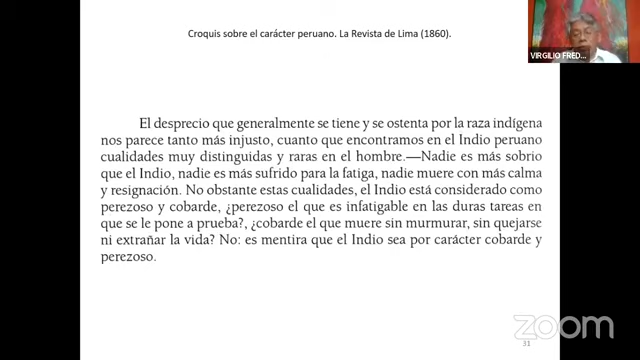 Croquis sobre el carácter peruano. La Revista de Lima (1860).
VIRGILIO FRED...
El desprecio que generalmente se tiene y se ostenta por la raza indígena
nos parece tanto más injusto, cuanto que encontramos en el Indio peruano
cualidades muy distinguidas y raras en el hombre.—Nadie es más sobrio
que el Indio, nadie es más sufrido para la fatiga, nadie muere con más calma
y resignación. No obstante estas cualidades, el Indio está considerado como
perezoso y cobarde, ¿perezoso el que es infatigable en las duras tareas en
que se le pone a prueba?, ¿cobarde el que muere sin murmurar, sin quejarse
ni extrañar la vida? No: es mentira que el Indio sea por carácter cobarde y
perezoso.
zoom
31